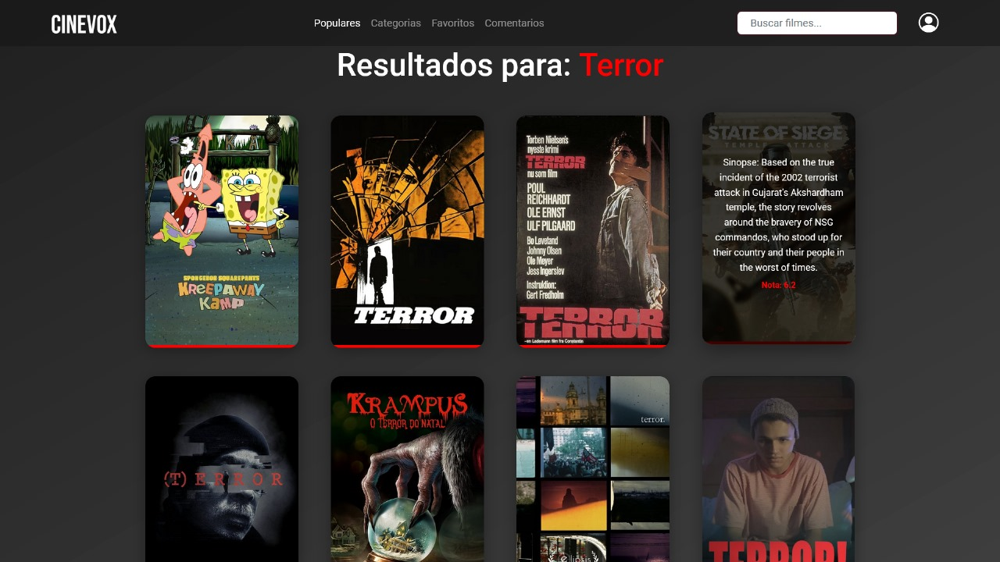 CINEVOX
Populares
Categorias
Favoritos
Comentarios
Buscar filmes...
Resultados para: Terror
SPONGEBOB SQUAREPANTS
KREEPAWAY
KAMP
TERROR
Torben Nielsen's
nyeste krimi
TERROR
nu som film
POUL
REICHHARDT
OLE ERNST
ULF PILGAARD
Bo Løvetand
Johnny Olsen
Ole Meyer
Jess Ingerslev
Instruktion:
Gert Fredholm
TERROR
-en Lademann film fra Constantin
STATE OF SIEGE
TEMPLE ATTACK
Sinopse: Based on the true
incident of the 2002 terrorist
attack in Gujarat's Akshardham
temple, the story revolves
around the bravery of NSG
commandos, who stood up for
their country and their people in
the worst of times.
Nota: 6.2
(T)ERROR
KRAMPUS
O TERROR DO NATAL
terror.
TERROR!